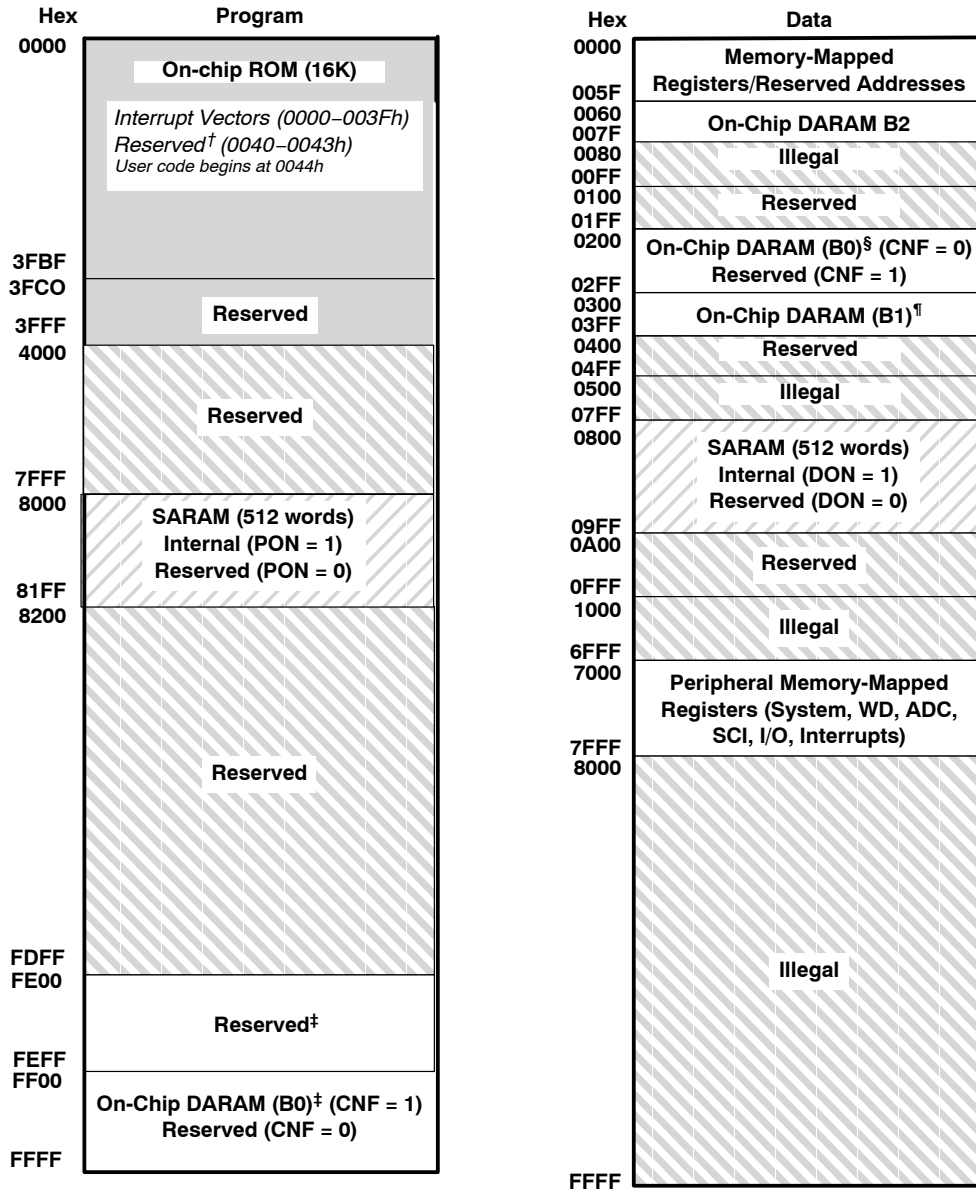 Hex Program
0000
On-chip ROM (16K)
Interrupt Vectors (0000−003Fh)
Reserved† (0040−0043h)
User code begins at 0044h
3FBF
3FCO
Reserved
3FFF
4000
Reserved
7FFF
8000
SARAM (512 words)
Internal (PON = 1)
Reserved (PON = 0)
81FF
8200
Reserved
FDFF
FE00
Reserved‡
FEFF
FF00
On-Chip DARAM (B0)‡ (CNF = 1)
Reserved (CNF = 0)
FFFF
Hex Data
0000
Memory-Mapped
Registers/Reserved Addresses
005F
0060
On-Chip DARAM B2
007F
0080
Illegal
00FF
0100
Reserved
01FF
0200
On-Chip DARAM (B0)§ (CNF = 0)
Reserved (CNF = 1)
02FF
0300
On-Chip DARAM (B1)¶
03FF
0400
Reserved
04FF
0500
Illegal
07FF
0800
SARAM (512 words)
Internal (DON = 1)
Reserved (DON = 0)
09FF
0A00
Reserved
0FFF
1000
Illegal
6FFF
7000
Peripheral Memory-Mapped
Registers (System, WD, ADC,
SCI, I/O, Interrupts)
7FFF
8000
Illegal
FFFF